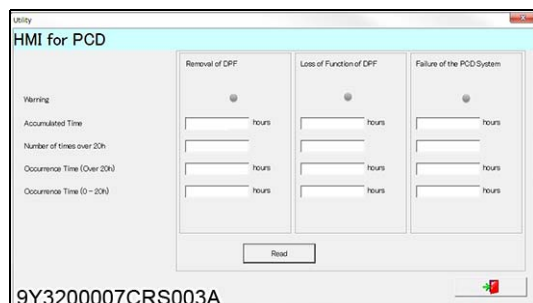 Utility
HMI for PCD
Removal of DPF Loss of Function of DPF Failure of the PCD System
Warning
Accumulated Time hours hours hours
Number of times over 20h
Occurrence Time (Over 20h) hours hours hours
Occurrence Time (0 - 20h) hours hours hours
Read
9Y3200007CRS003A